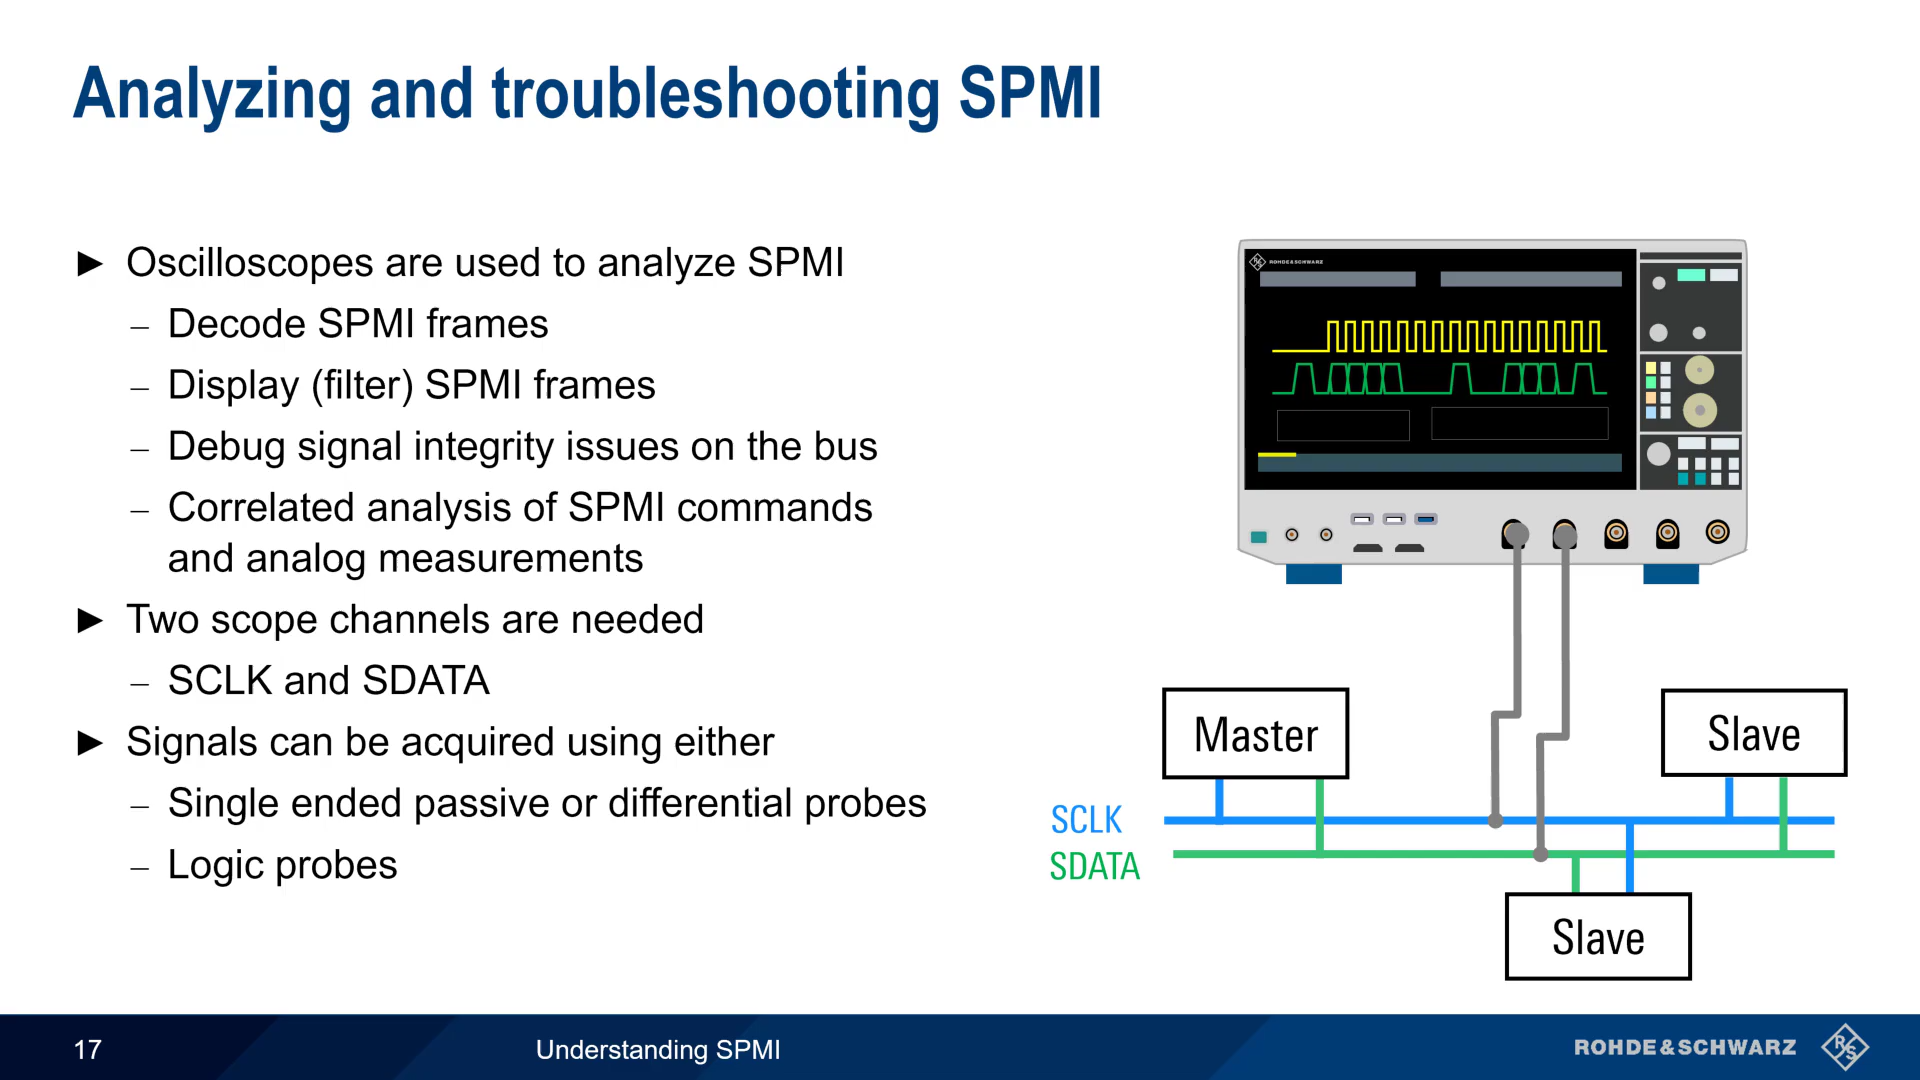 Analyzing and troubleshooting SPMI
► Oscilloscopes are used to analyze SPMI
– Decode SPMI frames
– Display (filter) SPMI frames
– Debug signal integrity issues on the bus
– Correlated analysis of SPMI commands
and analog measurements
► Two scope channels are needed
– SCLK and SDATA
► Signals can be acquired using either
– Single ended passive or differential probes
– Logic probes
ROHDE & SCHWARZ
Master
Slave
SCLK
SDATA
Slave
17
Understanding SPMI
ROHDE & SCHWARZ
R S